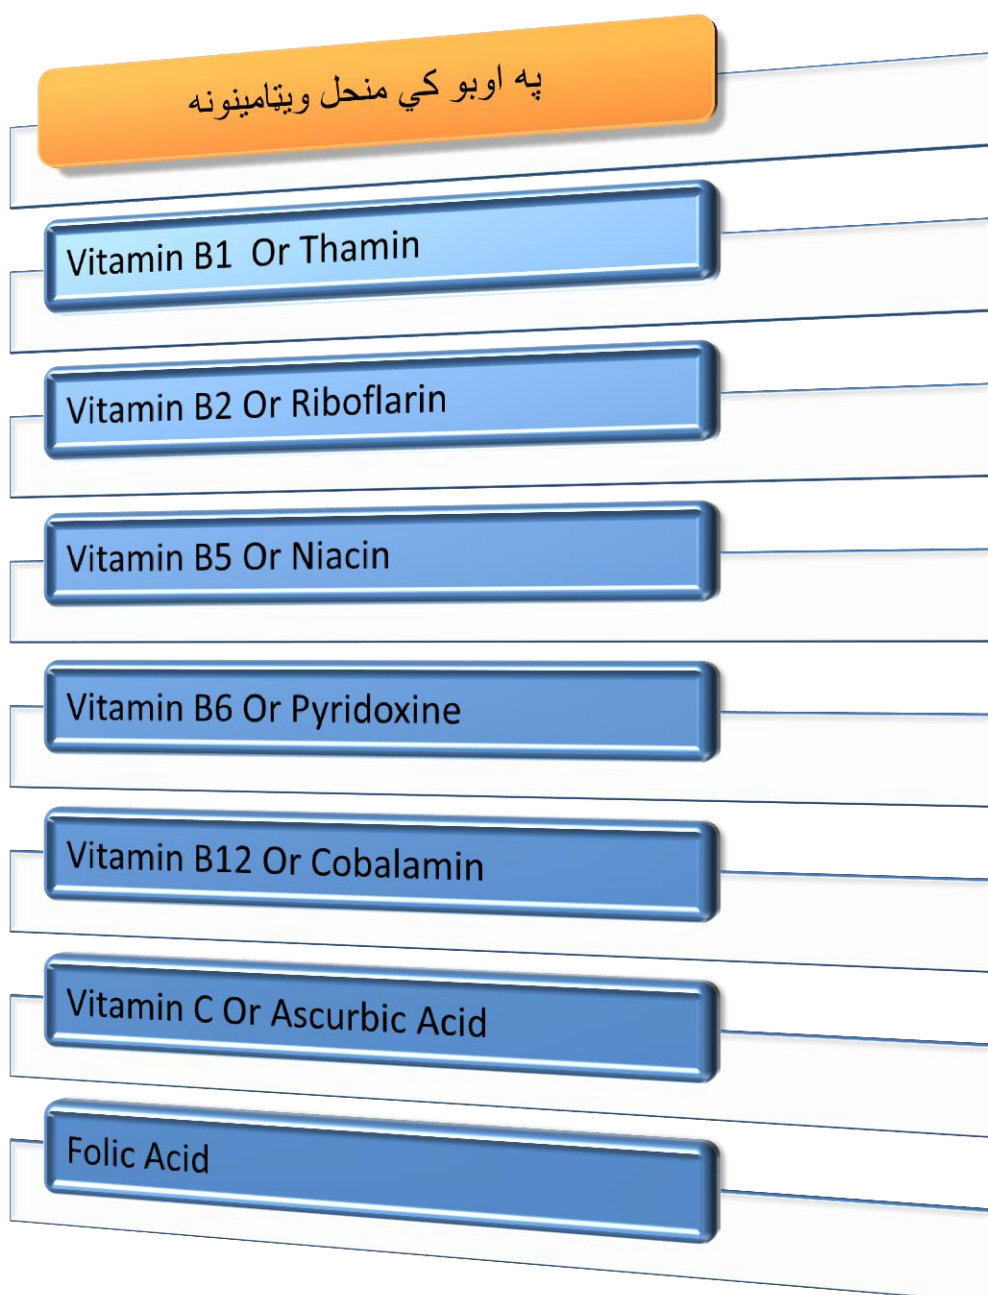 په اوبو کي منحل ویټامینونه
Vitamin B1 Or Thamin
Vitamin B2 Or Riboflarin
Vitamin B5 Or Niacin
Vitamin B6 Or Pyridoxine
Vitamin B12 Or Cobalamin
Vitamin C Or Ascurbic Acid
Folic Acid